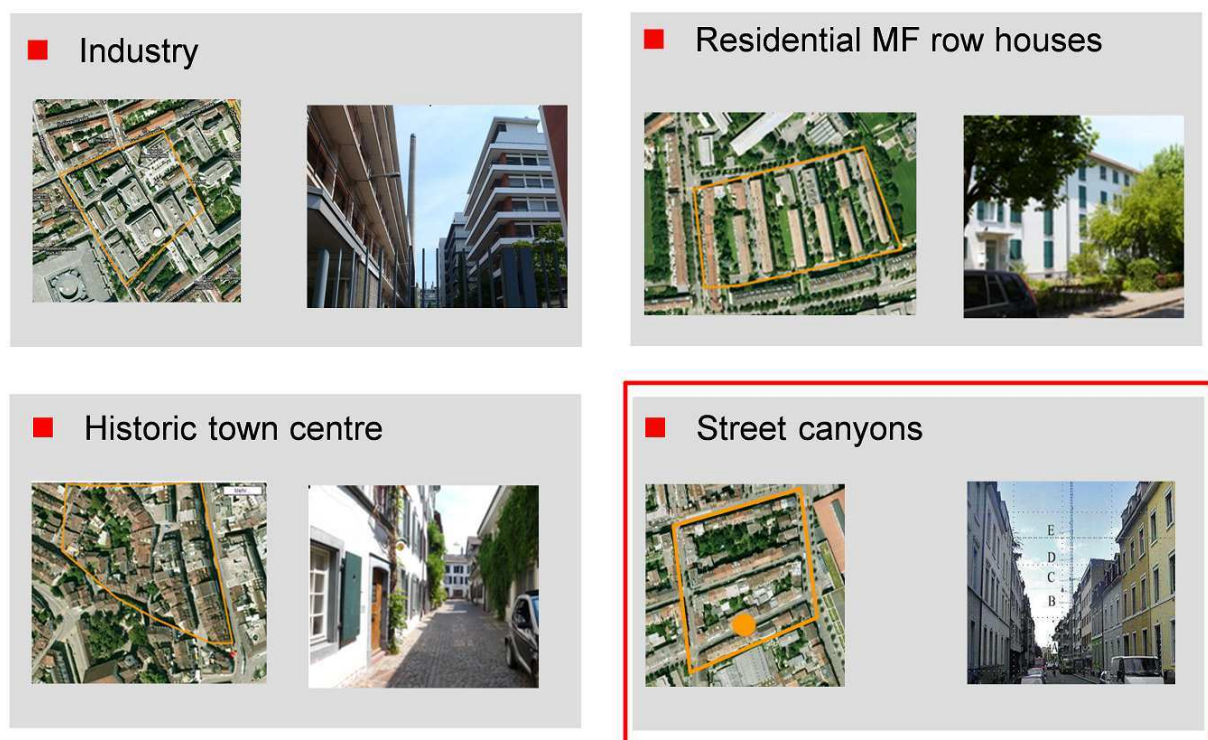 Industry
Residential MF row houses
Historic town centre
Street canyons
E
D
C
B
A